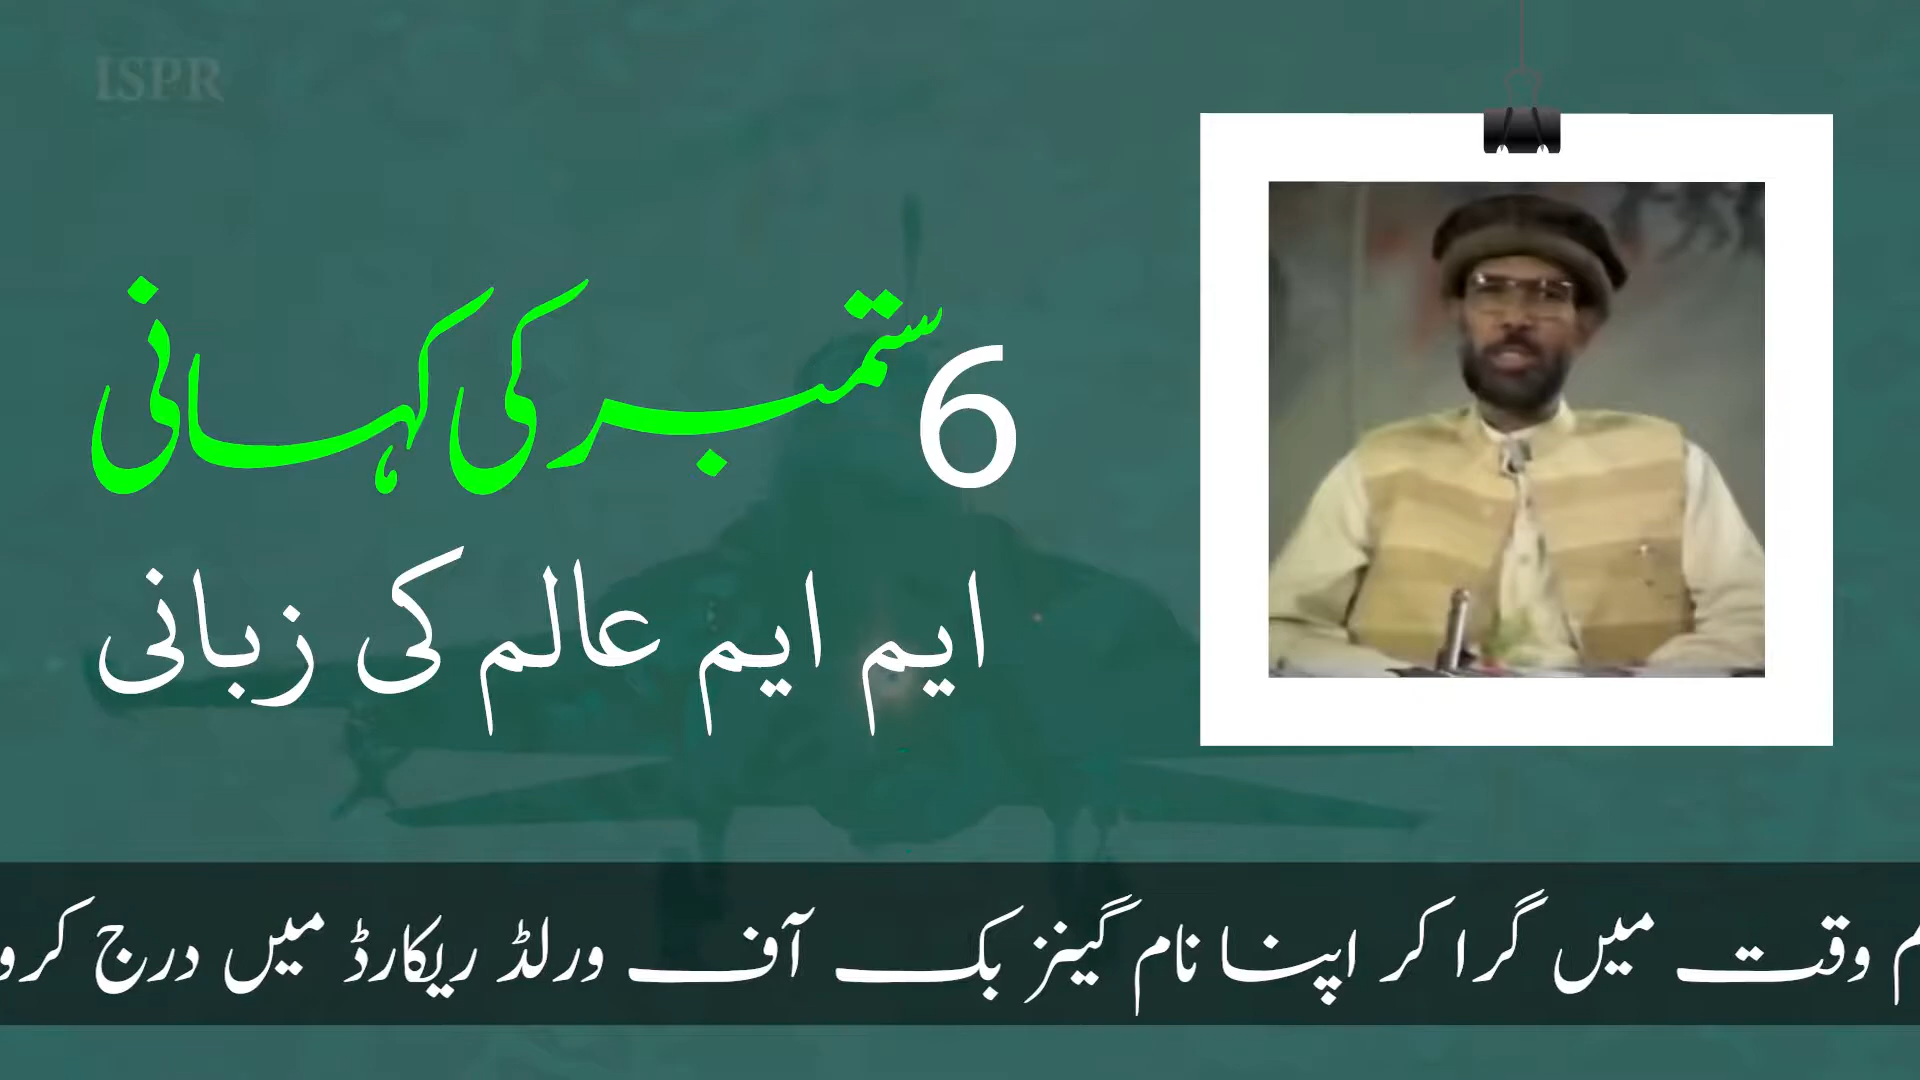 ISPR
6 ستمبر کی کہانی
ایم ایم عالم کی زبانی
وقت میں گرا کر اپنا نام گینز بک آف ورلڈ ریکارڈ میں درج